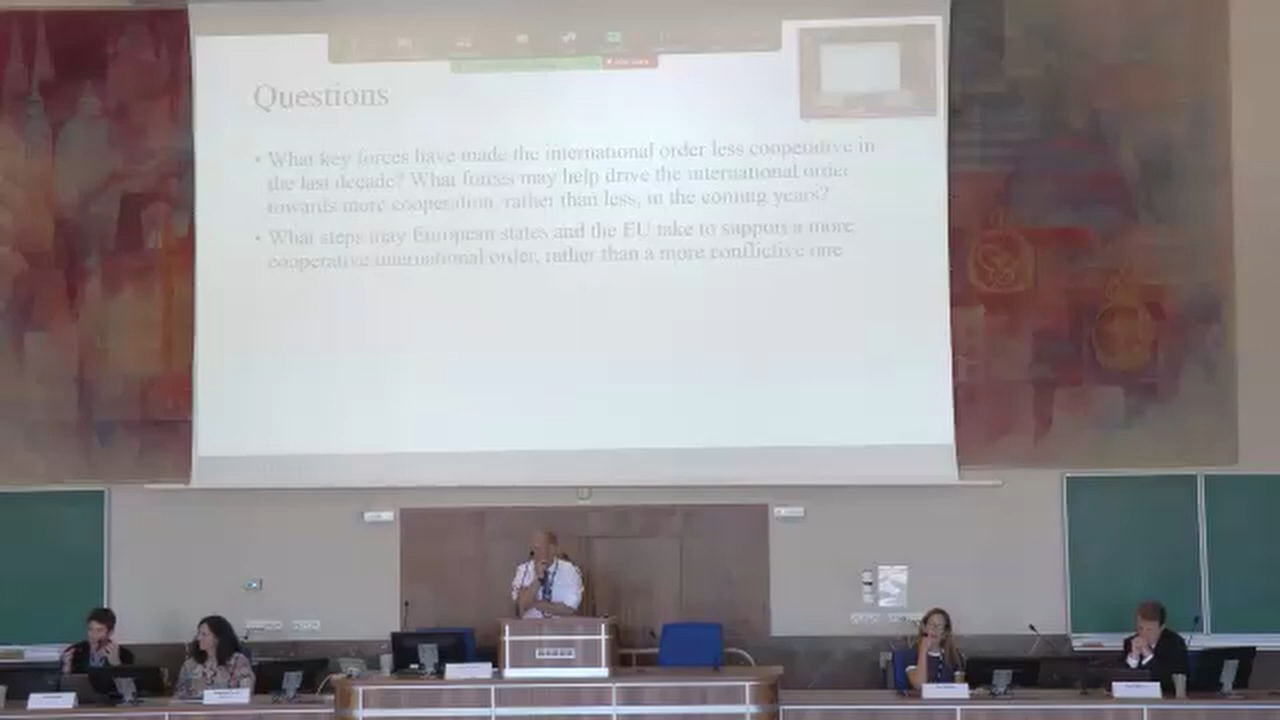 Questions
• What key forces have made the international order less cooperative in
the last decade? What forces may help drive the international order
towards more cooperation, rather than less, in the coming years?
• What steps may European states and the EU take to support a more
cooperative international order, rather than a more conflictive one